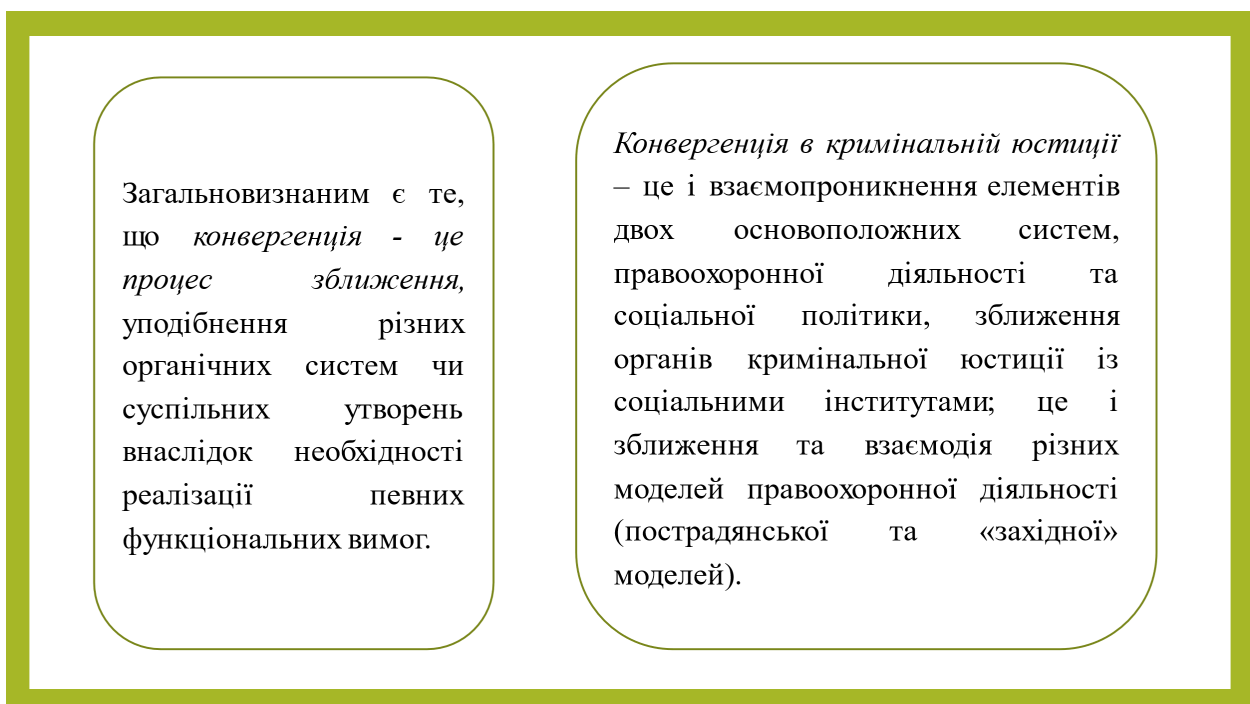 Загальновизнаним є те,
що конвергенція - це
процес зближення,
уподібнення різних
органічних систем чи
суспільних утворень
внаслідок необхідності
реалізації певних
функціональних вимог.
Конвергенція в кримінальній юстиції
– це і взаємопроникнення елементів
двох основоположних систем,
правоохоронної діяльності та
соціальної політики, зближення
органів кримінальної юстиції із
соціальними інститутами; це і
зближення та взаємодія різних
моделей правоохоронної діяльності
(пострадянської та «західної»
моделей).